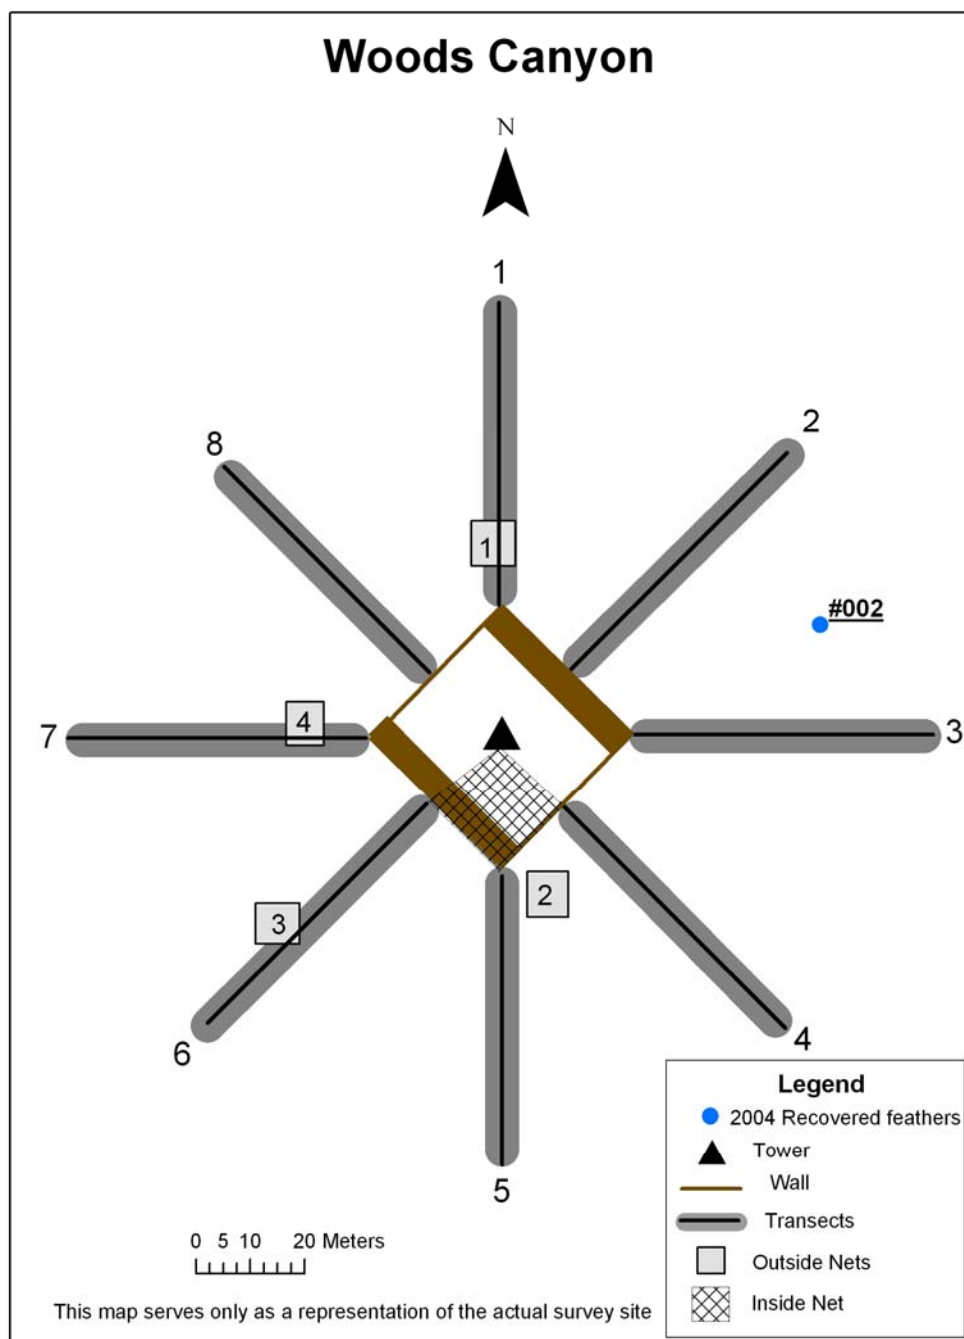 Woods Canyon
N
1
2
8
#002
1
7
4
3
2
3
6
4
5
Legend
2004 Recovered feathers
Tower
Wall
Transects
Outside Nets
Inside Net
0 5 10 20 Meters
This map serves only as a representation of the actual survey site